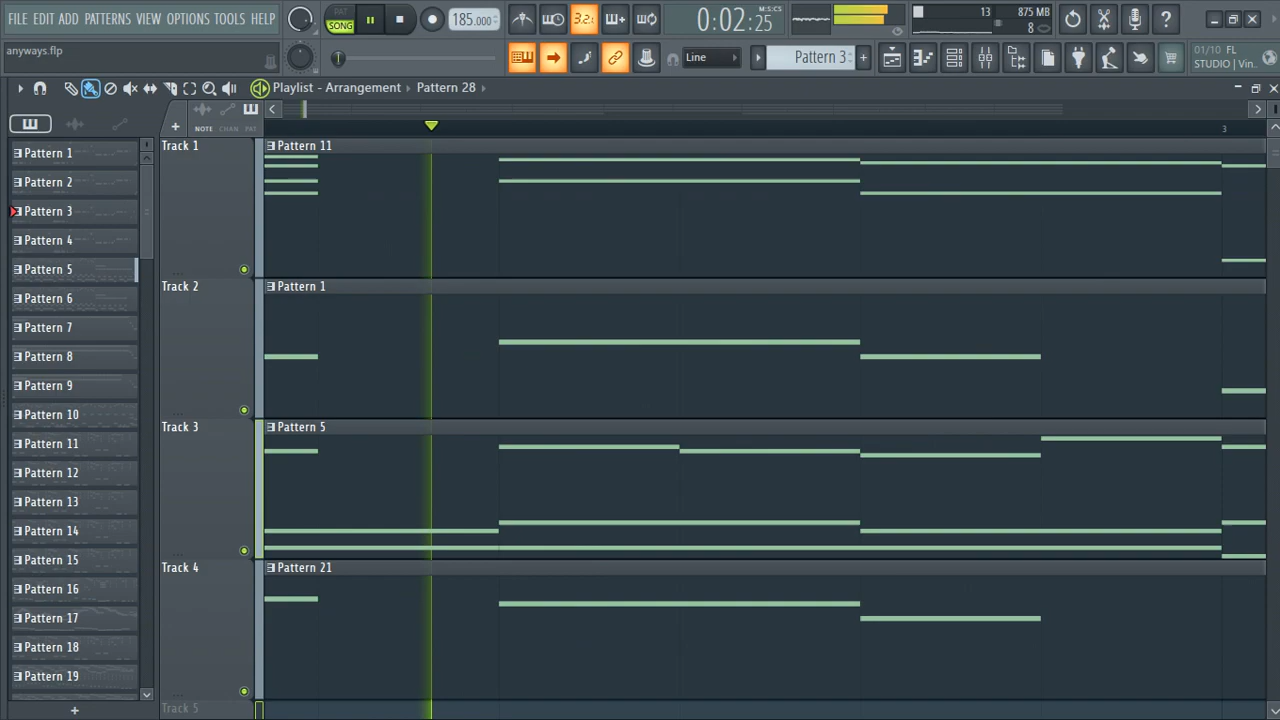 FILE EDIT ADD PATTERNS VIEW OPTIONS TOOLS HELP
anyways.flp
PAT
SONG
185.000
3.2.
0:02:25
M:S:CS
13
875 MB
8
Line
Pattern 3
01/10 FL
STUDIO | Vin..
Playlist - Arrangement
Pattern 28
NOTE CHAN PAT
3
Pattern 1
Pattern 2
Pattern 3
Pattern 4
Pattern 5
Pattern 6
Pattern 7
Pattern 8
Pattern 9
Pattern 10
Pattern 11
Pattern 12
Pattern 13
Pattern 14
Pattern 15
Pattern 16
Pattern 17
Pattern 18
Pattern 19
Track 1
Pattern 11
Track 2
Pattern 1
Track 3
Pattern 5
Track 4
Pattern 21
Track 5